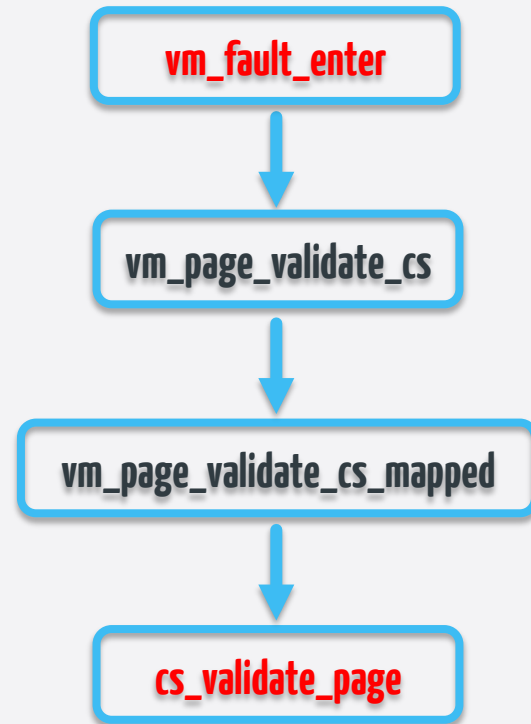 vm_fault_enter
vm_page_validate_cs
vm_page_validate_cs_mapped
cs_validate_page